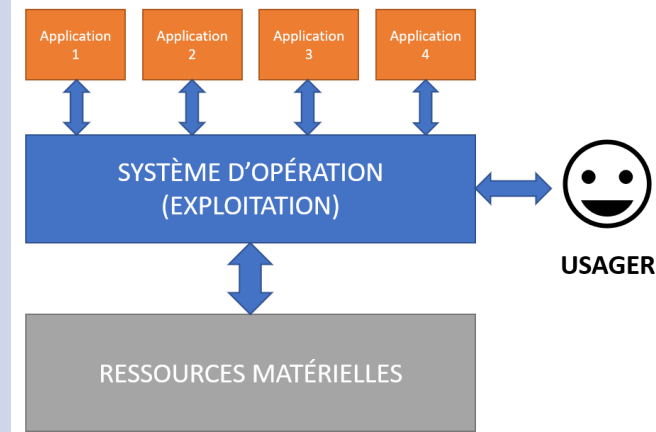 Application
1
Application
2
Application
3
Application
4
SYSTÈME D'OPÉRATION
(EXPLOITATION)
USAGER
RESSOURCES MATÉRIELLES